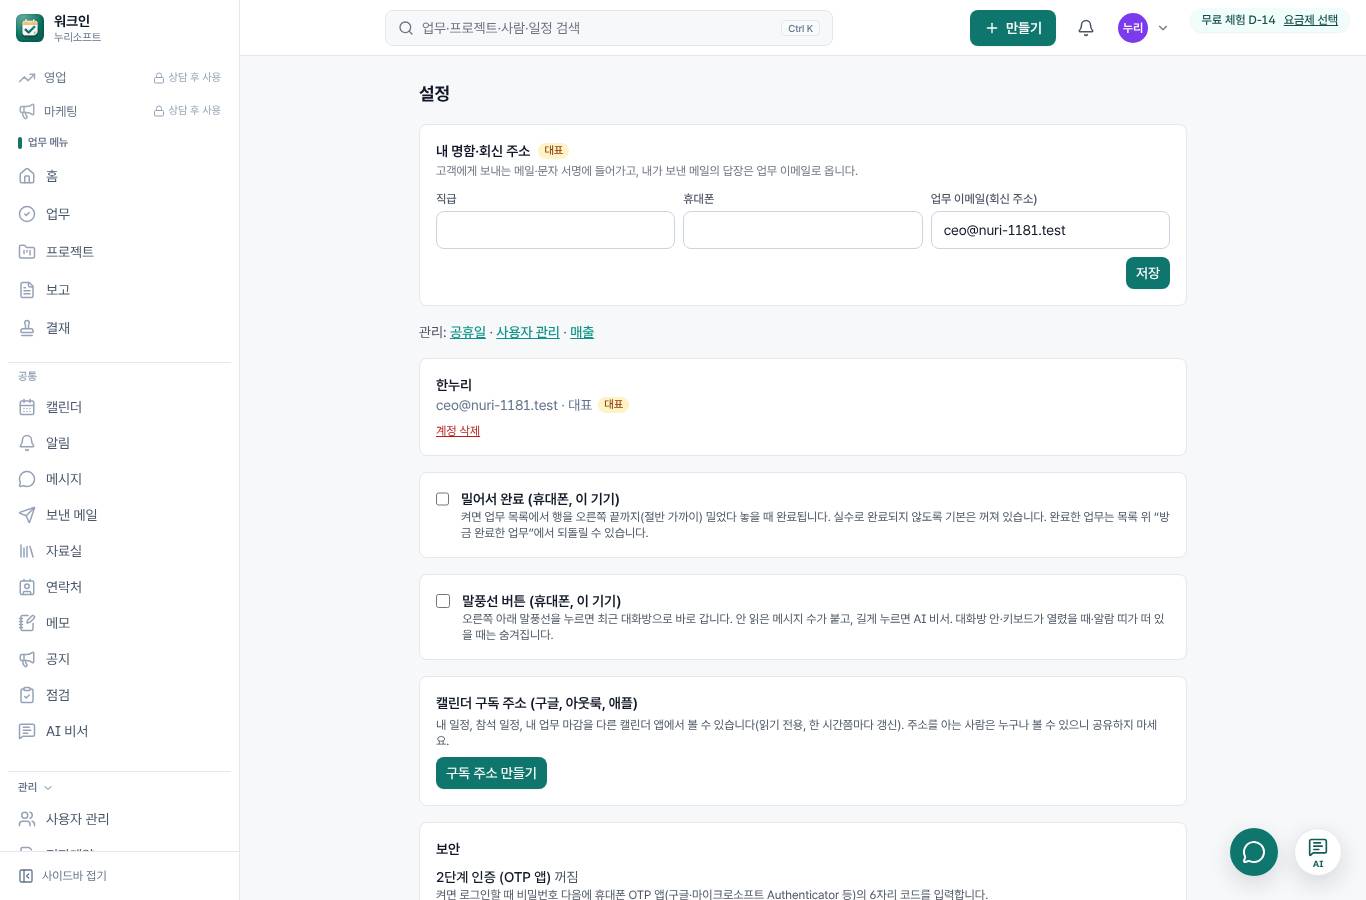 워크인
누리소프트
업무·프로젝트·사람·일정 검색
Ctrl K
만들기
누리
무료 체험 D-14 요금제 선택
영업
상담 후 사용
마케팅
상담 후 사용
업무 메뉴
홈
업무
프로젝트
보고
결재
공통
캘린더
알림
메시지
보낸 메일
자료실
연락처
메모
공지
점검
AI 비서
관리
사용자 관리
사이드바 접기
설정
내 명함·회신 주소 대표
고객에게 보내는 메일·문자 서명에 들어가고, 내가 보낸 메일의 답장은 업무 이메일로 옵니다.
직급
휴대폰
업무 이메일(회신 주소)
ceo@nuri-1181.test
저장
관리: 공휴일 · 사용자 관리 · 매출
한누리
ceo@nuri-1181.test · 대표 대표
계정 삭제
밀어서 완료 (휴대폰, 이 기기)
켜면 업무 목록에서 행을 오른쪽 끝까지(절반 가까이) 밀었다 놓을 때 완료됩니다. 실수로 완료되지 않도록 기본은 꺼져 있습니다. 완료한 업무는 목록 위 “방
금 완료한 업무”에서 되돌릴 수 있습니다.
말풍선 버튼 (휴대폰, 이 기기)
오른쪽 아래 말풍선을 누르면 최근 대화방으로 바로 갑니다. 안 읽은 메시지 수가 붙고, 길게 누르면 AI 비서. 대화방 안·키보드가 열렸을 때·알람 띠가 떠 있
을 때는 숨겨집니다.
캘린더 구독 주소 (구글, 아웃룩, 애플)
내 일정, 참석 일정, 내 업무 마감을 다른 캘린더 앱에서 볼 수 있습니다(읽기 전용, 한 시간쯤마다 갱신). 주소를 아는 사람은 누구나 볼 수 있으니 공유하지 마세
요.
구독 주소 만들기
보안
2단계 인증 (OTP 앱) 꺼짐
켜면 로그인할 때 비밀번호 다음에 휴대폰 OTP 앱(구글·마이크로소프트 Authenticator 등)의 6자리 코드를 입력합니다.
AI